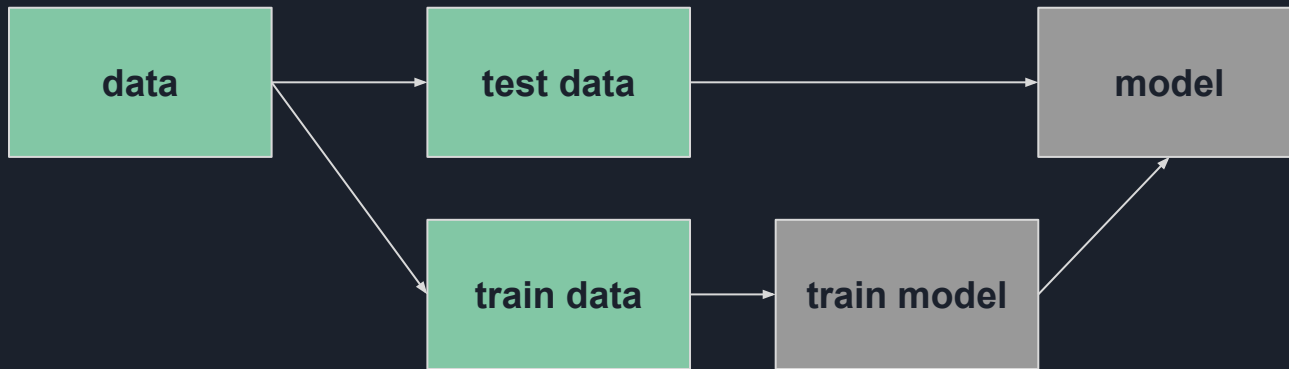 data
test data
model
train data
train model